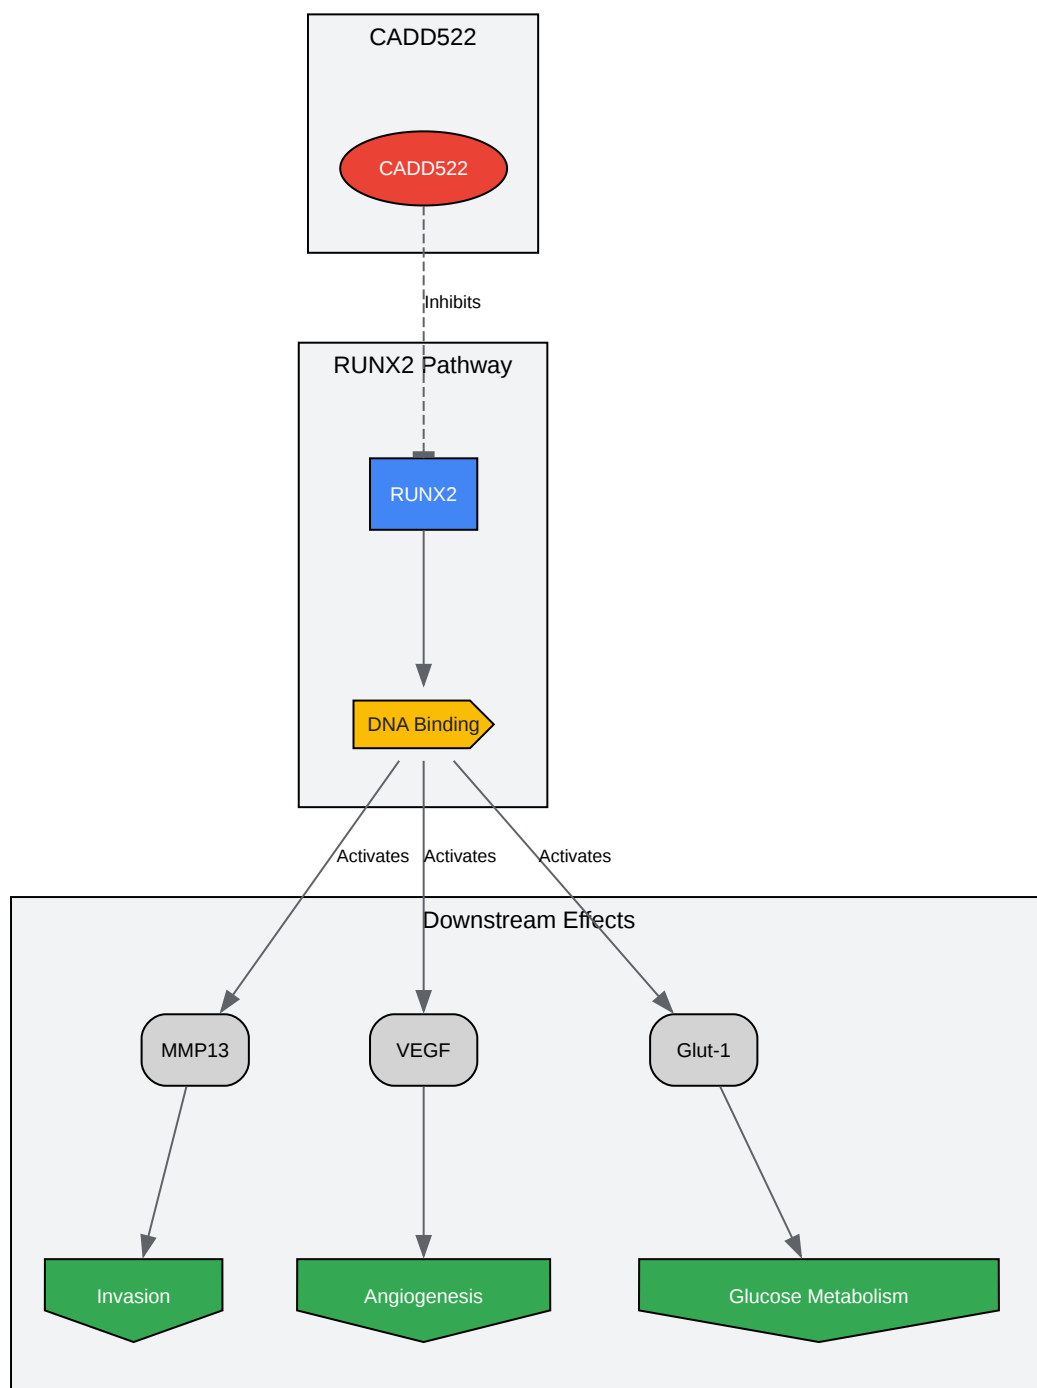 CADD522
CADD522
Inhibits
RUNX2 Pathway
RUNX2
DNA Binding
Activates
Activates
Activates
Downstream Effects
MMP13
VEGF
Glut-1
Invasion
Angiogenesis
Glucose Metabolism